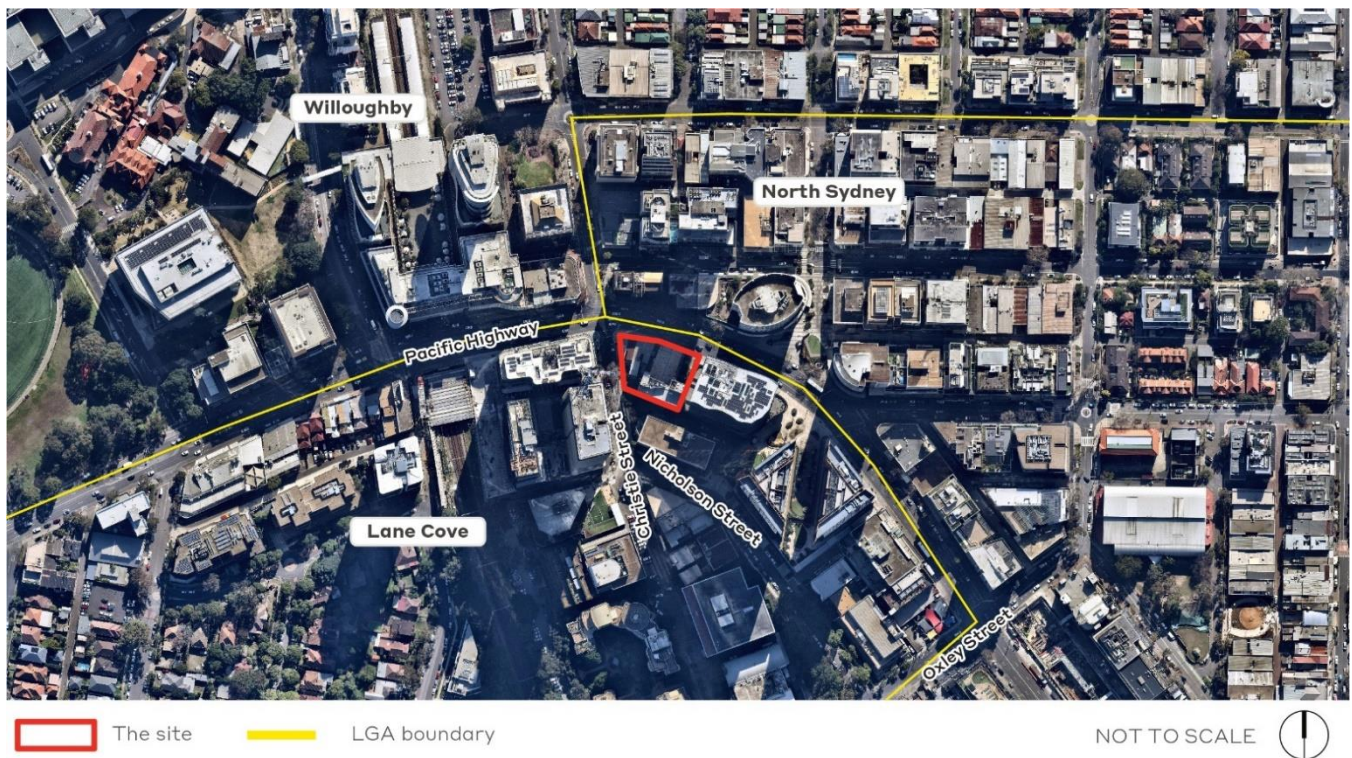 Willoughby
North Sydney
Pacific Highway
Christie Street
Nicholson Street
Lane Cove
Oxley Street
The site
LGA boundary
NOT TO SCALE